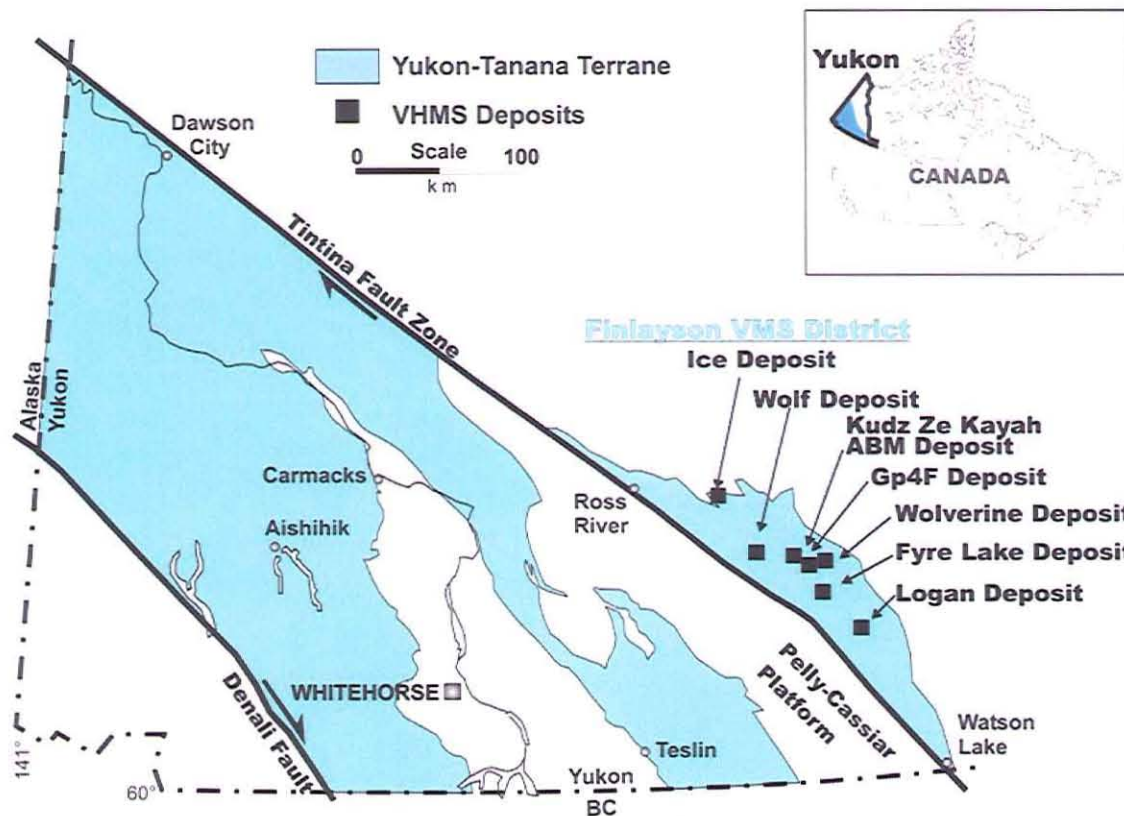 Yukon-Tanana Terrane
VHMS Deposits
Scale
0 100
km
Yukon
CANADA
Dawson
City
Tintina Fault Zone
Finlayson VMS District
Ice Deposit
Wolf Deposit
Kudz Ze Kayah
ABM Deposit
Gp4F Deposit
Wolverine Deposit
Fyre Lake Deposit
Logan Deposit
Alaska
Yukon
Carmacks
Ross
River
Aishihik
WHITEHORSE
Denali Fault
Pelly-Cassiar
Platform
Watson
Lake
Teslin
141°
60°
Yukon
BC